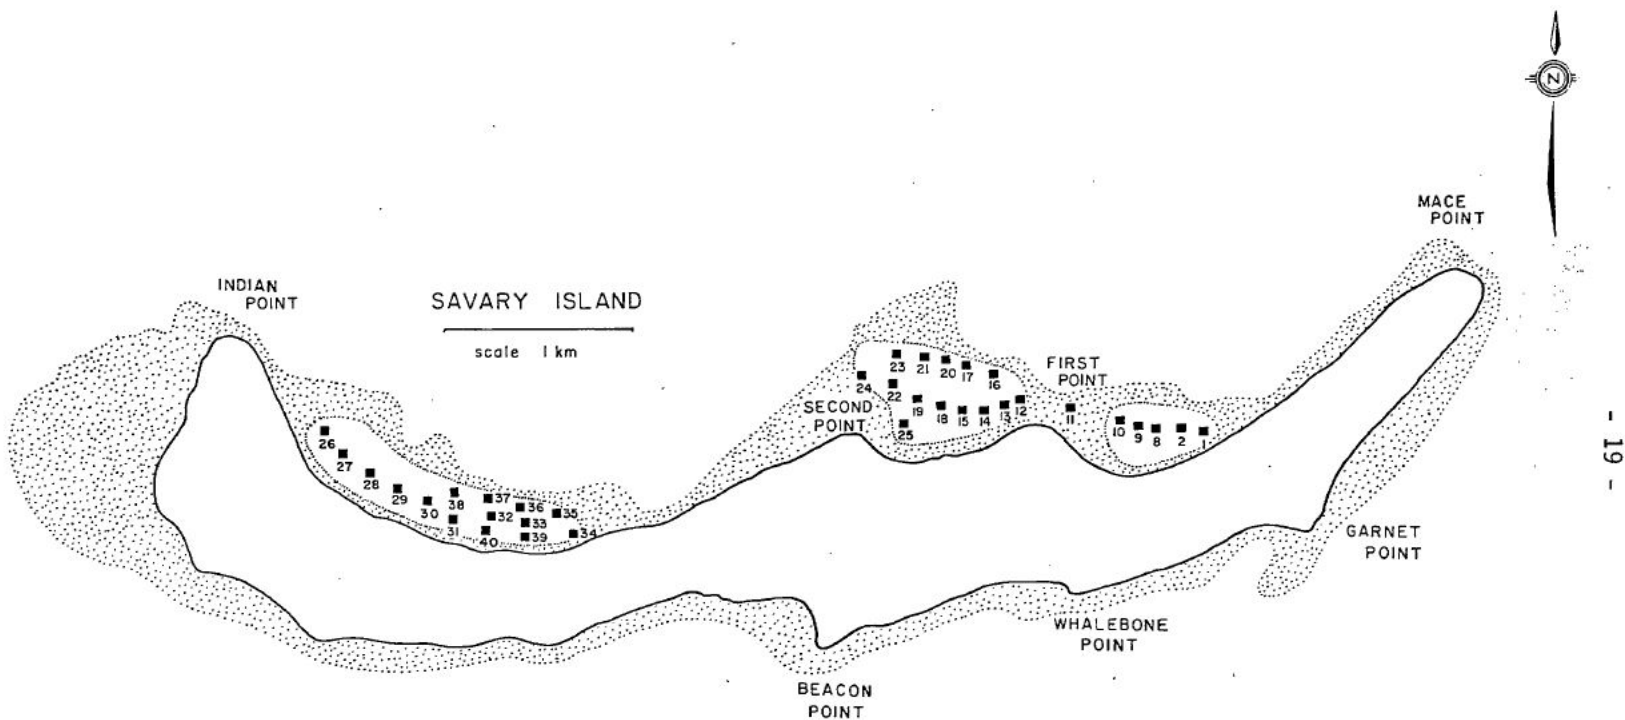 N
MACE
POINT
INDIAN
POINT
SAVARY ISLAND
scale 1 km
FIRST
POINT
SECOND
POINT
23
21
20
17
16
24
22
19
18
15
14
13
12
25
11
10
9
8
2
1
26
27
28
29
30
38
37
36
35
31
32
33
34
40
39
GARNET
POINT
WHALEBONE
POINT
BEACON
POINT
- 19 -